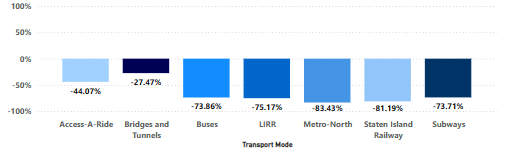 100%
50%
0%
-50%
-100%
-44.07%
-27.47%
-73.86%
-75.17%
-83.43%
-81.19%
-73.71%
Access-A-Ride
Bridges and
Tunnels
Buses
LIRR
Metro-North
Staten Island
Railway
Subways
Transport Mode